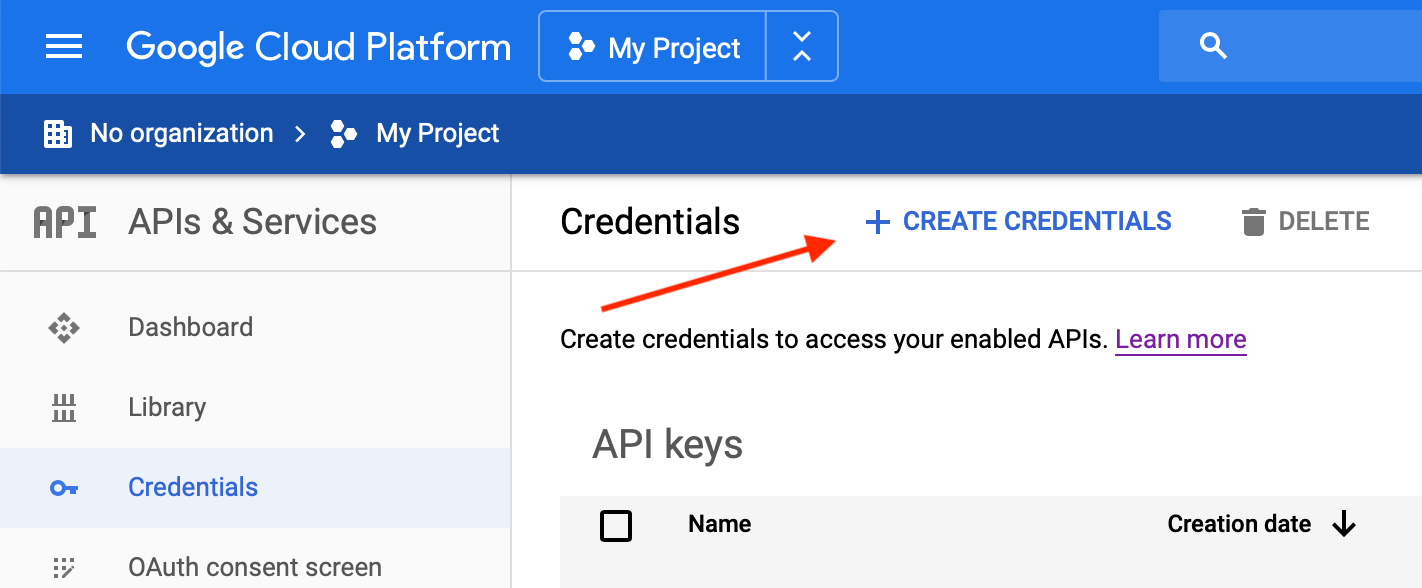 Google Cloud Platform
My Project
No organization
My Project
API
APIs & Services
Dashboard
Library
Credentials
OAuth consent screen
Credentials
CREATE CREDENTIALS
DELETE
Create credentials to access your enabled APIs. Learn more
API keys
Name
Creation date